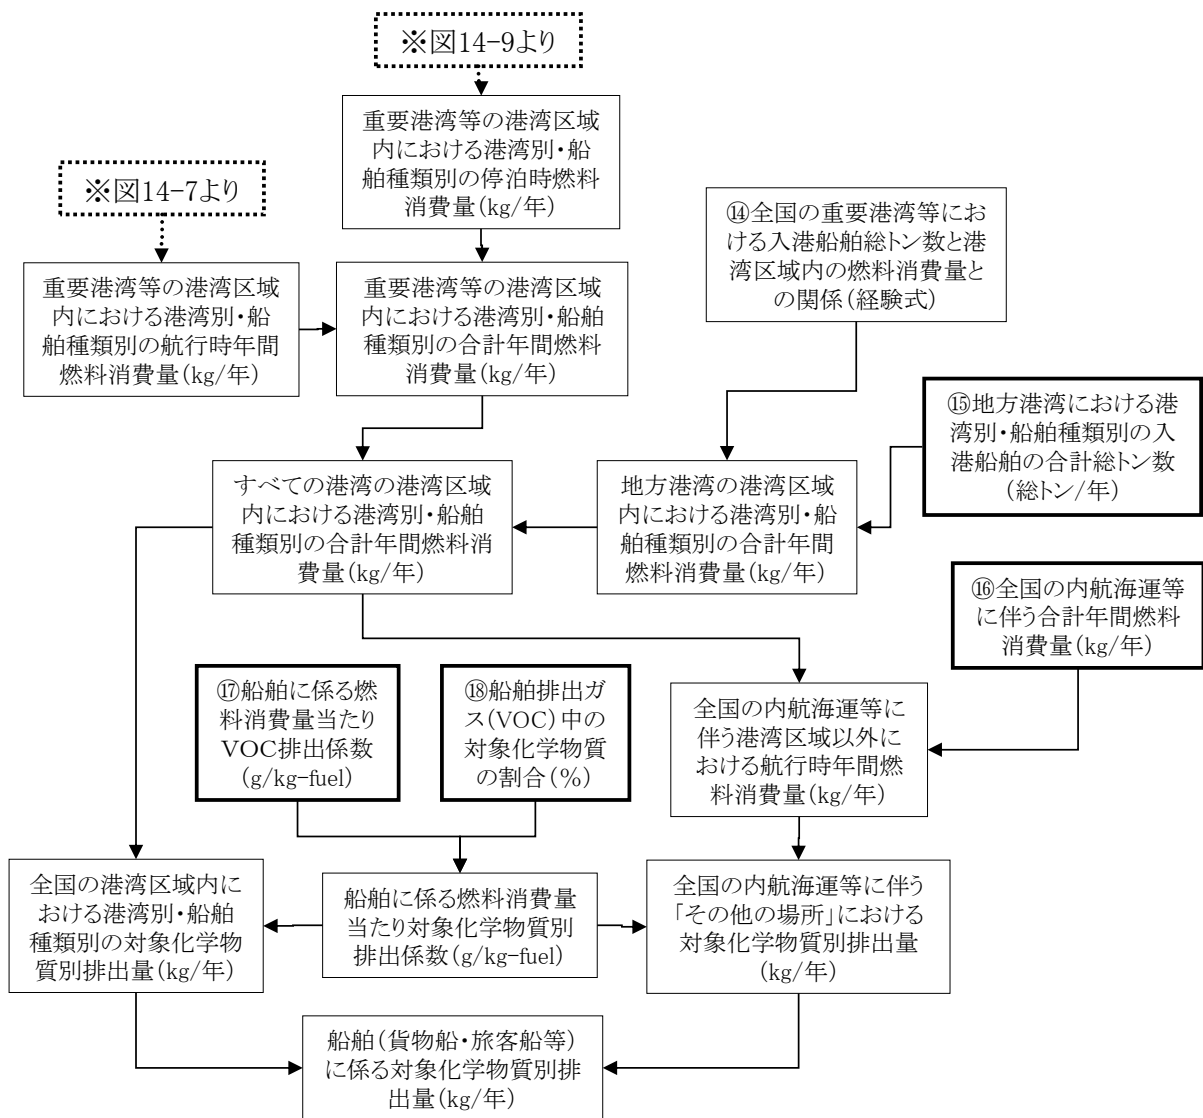 ※図14-9より
重要港湾等の港湾区域
内における港湾別・船
舶種類別の停泊時燃料
消費量(kg/年)
※図14-7より
⑭全国の重要港湾等にお
ける入港船舶総トン数と港
湾区域内の燃料消費量と
の関係(経験式)
重要港湾等の港湾区域
内における港湾別・船
舶種類別の航行時年間
燃料消費量(kg/年)
重要港湾等の港湾区域
内における港湾別・船舶
種類別の合計年間燃料
消費量(kg/年)
⑮地方港湾における港
湾別・船舶種類別の入
港船舶の合計総トン数
(総トン/年)
すべての港湾の港湾区域
内における港湾別・船舶
種類別の合計年間燃料消
費量(kg/年)
地方港湾の港湾区域
内における港湾別・船
舶種類別の合計年間
燃料消費量(kg/年)
⑯全国の内航海運等
に伴う合計年間燃料
消費量(kg/年)
⑰船舶に係る燃
料消費量当たり
VOC排出係数
(g/kg-fuel)
⑱船舶排出ガ
ス(VOC)中の
対象化学物質
の割合(%)
全国の内航海運等に
伴う港湾区域以外に
おける航行時年間燃
料消費量(kg/年)
全国の港湾区域内に
おける港湾別・船舶
種類別の対象化学物
質別排出量(kg/年)
船舶に係る燃料消費量
当たり対象化学物質別
排出係数(g/kg-fuel)
全国の内航海運等に伴う
「その他の場所」における
対象化学物質別排出量
(kg/年)
船舶(貨物船・旅客船等)
に係る対象化学物質別排
出量(kg/年)